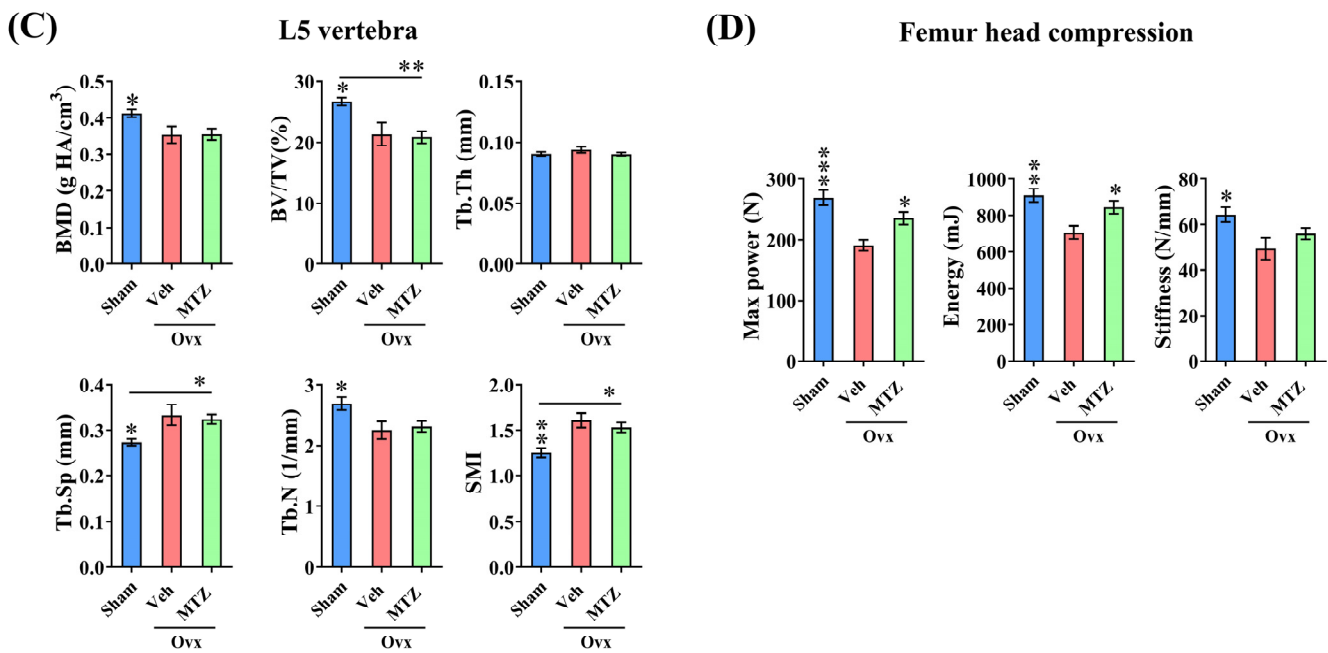 (C)
L5 vertebra
BMD (g HA/cm³)
0.5
0.4
0.3
0.2
0.1
0.0
*
Sham
Veh
MTZ
Ovx
BV/TV(%)
30
20
10
0
*
**
Sham
Veh
MTZ
Ovx
Tb.Th (mm)
0.15
0.10
0.05
0.00
Sham
Veh
MTZ
Ovx
Tb.Sp (mm)
0.4
0.3
0.2
0.1
0.0
*
*
Sham
Veh
MTZ
Ovx
Tb.N (1/mm)
3
2
1
0
*
Sham
Veh
MTZ
Ovx
SMI
2.0
1.5
1.0
0.5
0.0
**
*
Sham
Veh
MTZ
Ovx
(D)
Femur head compression
Max power (N)
300
200
100
0
***
*
Sham
Veh
MTZ
Ovx
Energy (mJ)
1000
800
600
400
200
0
**
*
Sham
Veh
MTZ
Ovx
Stiffness (N/mm)
80
60
40
20
0
*
Sham
Veh
MTZ
Ovx